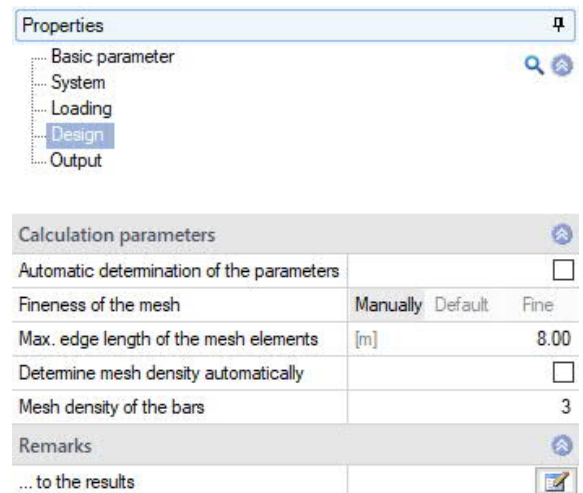 Properties
Basic parameter
System
Loading
Design
Output
Calculation parameters
Automatic determination of the parameters
Fineness of the mesh Manually Default Fine
Max. edge length of the mesh elements [m] 8.00
Determine mesh density automatically
Mesh density of the bars 3
Remarks
... to the results